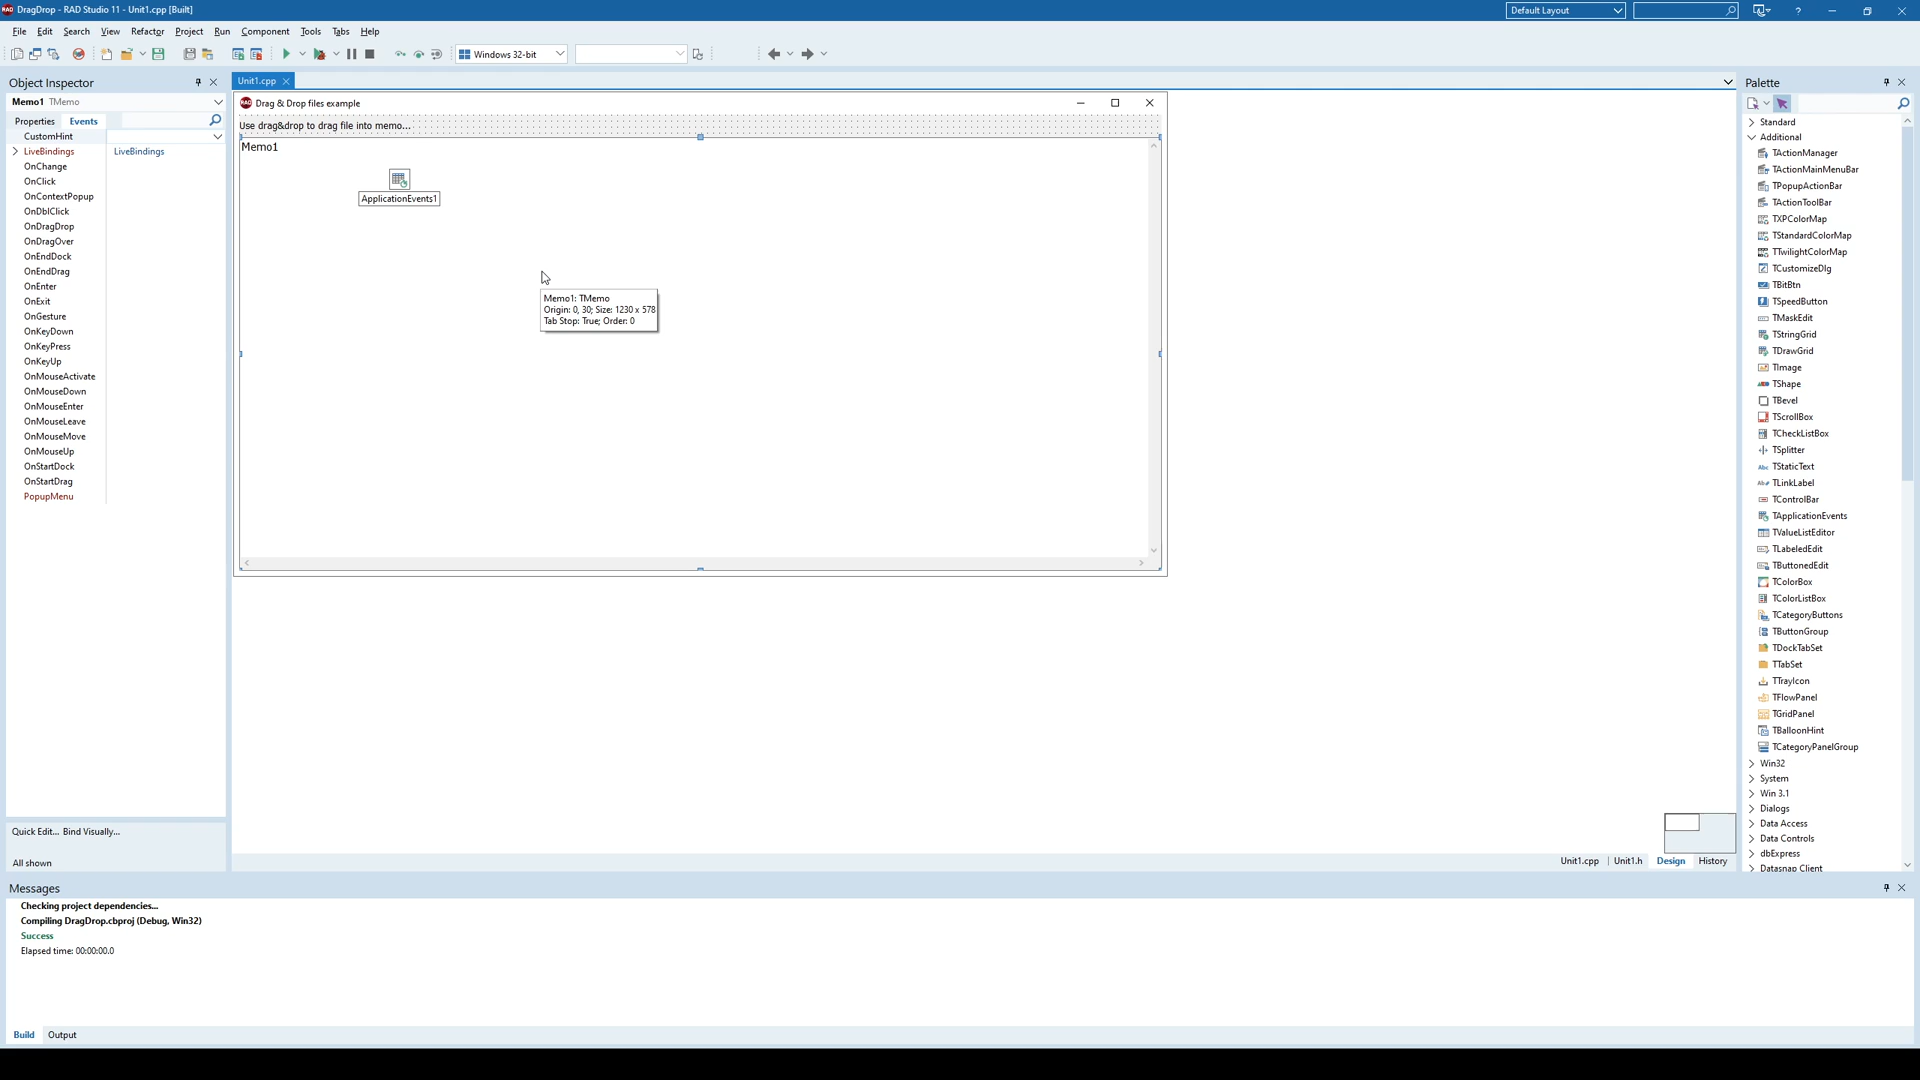 DragDrop - RAD Studio 11 - Unit1.cpp [Built]
Default Layout
File Edit Search View Refactor Project Run Component Tools Tabs Help
Windows 32-bit
Object Inspector
Memo1 TMemo
Properties Events
CustomHint
LiveBindings LiveBindings
OnChange
OnClick
OnContextPopup
OnDblClick
OnDragDrop
OnDragOver
OnEndDock
OnEndDrag
OnEnter
OnExit
OnGesture
OnKeyDown
OnKeyPress
OnKeyUp
OnMouseActivate
OnMouseDown
OnMouseEnter
OnMouseLeave
OnMouseMove
OnMouseUp
OnStartDock
OnStartDrag
PopupMenu
Quick Edit... Bind Visually...
All shown
Unit1.cpp
Drag & Drop files example
Use drag&drop to drag file into memo...
Memo1
ApplicationEvents1
Memo1: TMemo
Origin: 0, 30; Size: 1230 x 578
Tab Stop: True; Order: 0
Unit1.cpp Unit1.h Design History
Palette
Standard
Additional
TActionManager
TActionMainMenuBar
TPopupActionBar
TActionToolBar
TXPColorMap
TStandardColorMap
TTwilightColorMap
TCustomizeDlg
TBitBtn
TSpeedButton
TMaskEdit
TStringGrid
TDrawGrid
TImage
TShape
TBevel
TScrollBox
TCheckListBox
TSplitter
TStaticText
TLinkLabel
TControlBar
TApplicationEvents
TValueListEditor
TLabeledEdit
TButtonedEdit
TColorBox
TColorListBox
TCategoryButtons
TButtonGroup
TDockTabSet
TTabSet
TTrayIcon
TFlowPanel
TGridPanel
TBalloonHint
TCategoryPanelGroup
Win32
System
Win 3.1
Dialogs
Data Access
Data Controls
dbExpress
Datasnap Client
Messages
Checking project dependencies...
Compiling DragDrop.cbproj (Debug, Win32)
Success
Elapsed time: 00:00:00.0
Build Output